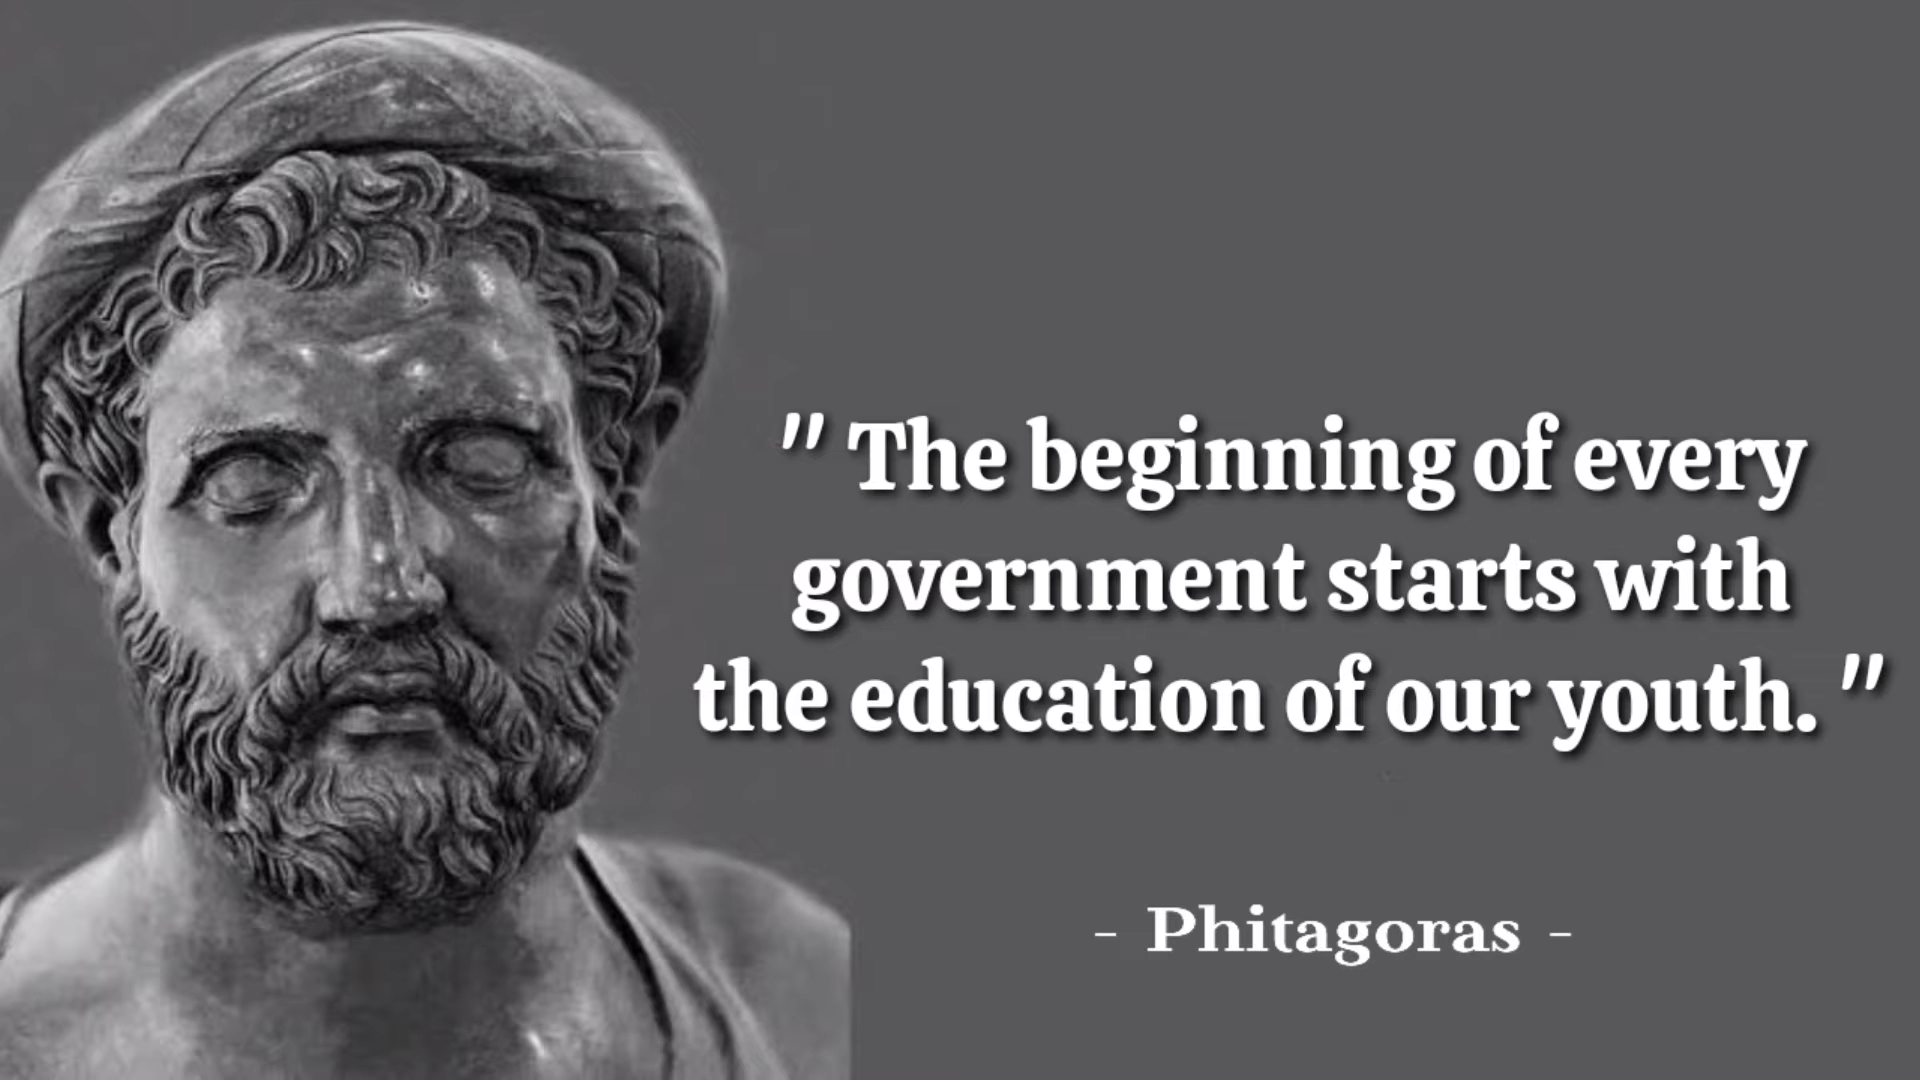 " The beginning of every
government starts with
the education of our youth. "
- Phitagoras -